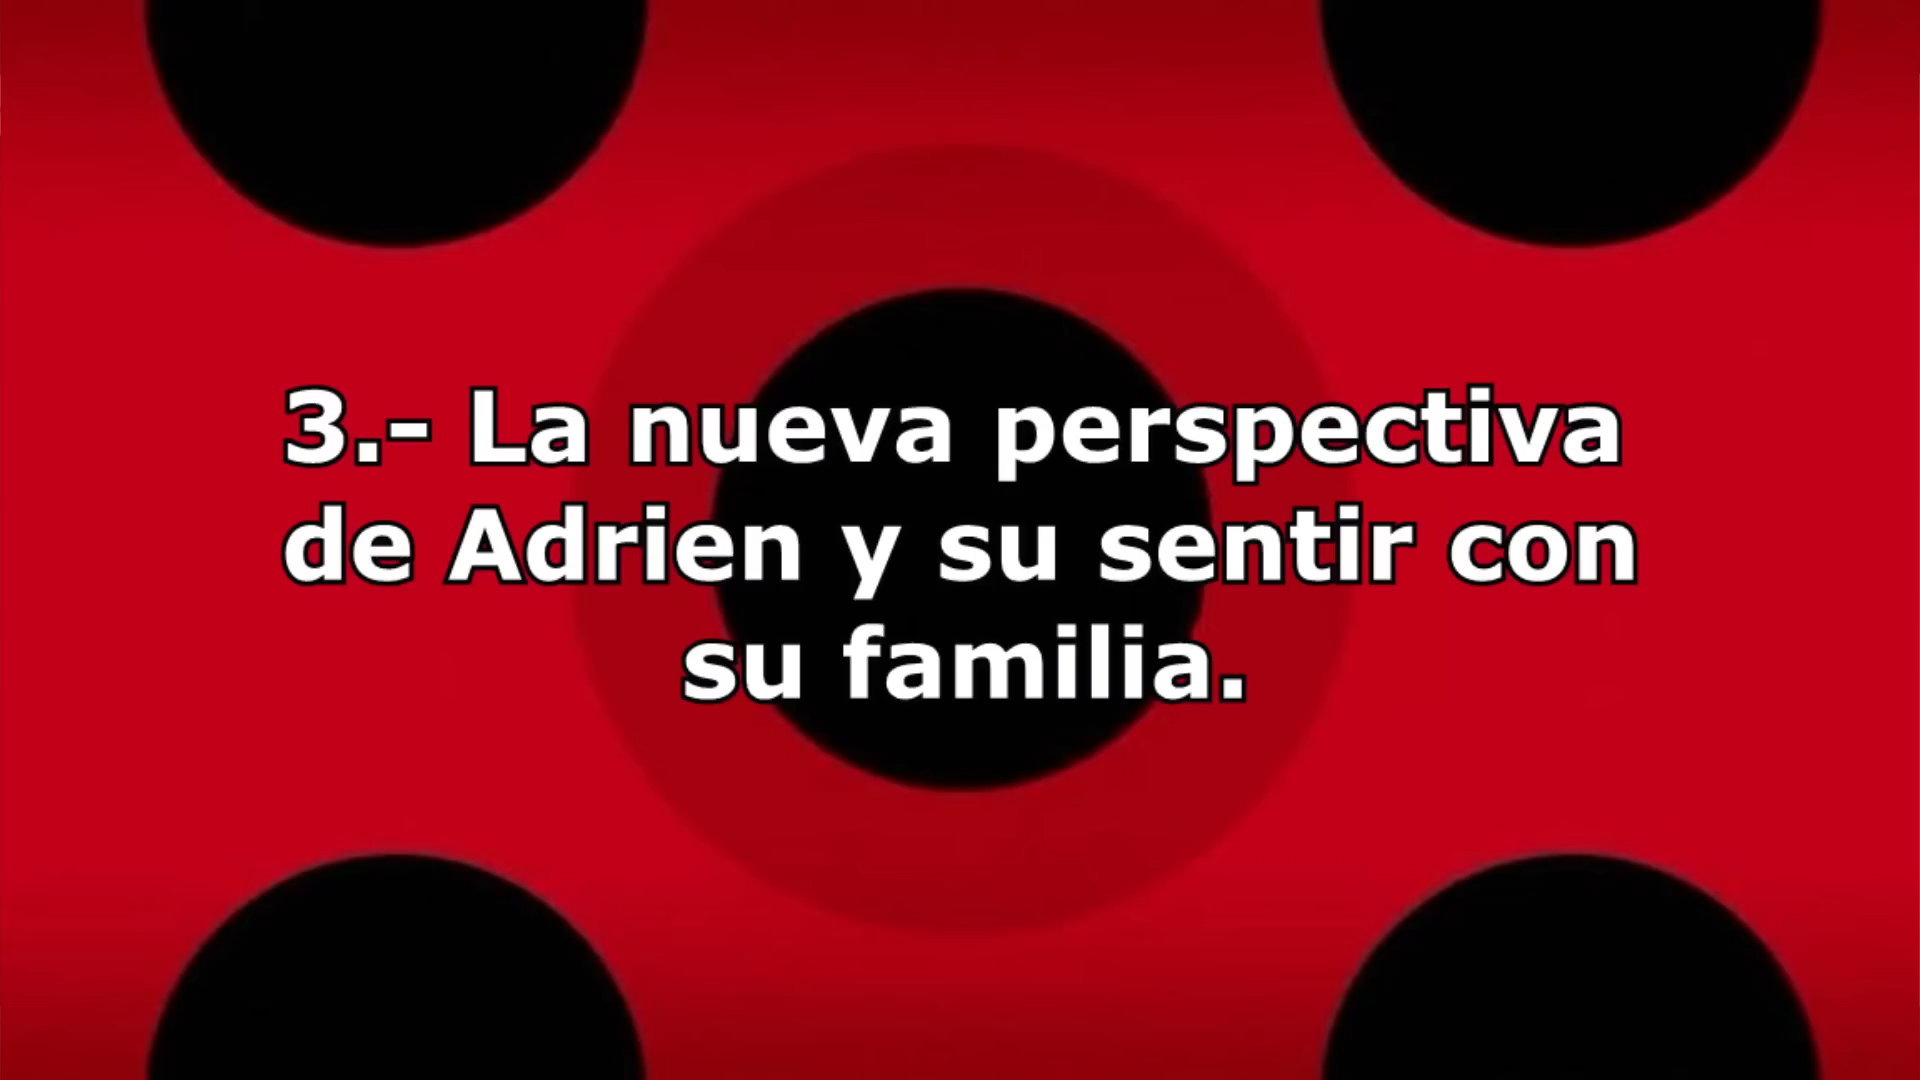 3.- La nueva perspectiva
de Adrien y su sentir con
su familia.